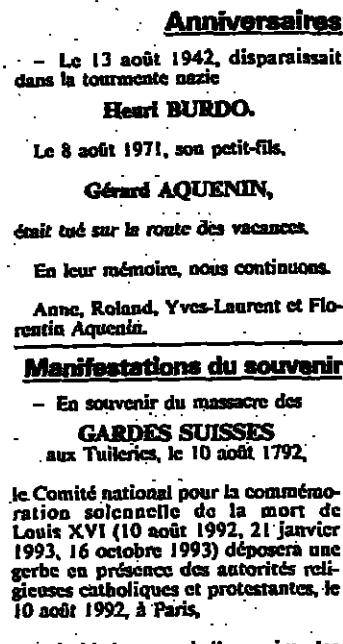 Anniversaires
– Le 13 août 1942, disparaissait
dans la tourmente nazie
Henri BURDO.
Le 8 août 1971, son petit-fils,
Gérard AQUENIN,
était tué sur la route des vacances.
En leur mémoire, nous continuons.
Anne, Roland, Yves-Laurent et Flo-
rentin Aquenin.
Manifestations du souvenir
– En souvenir du massacre des
GARDES SUISSES
aux Tuileries, le 10 août 1792,
le Comité national pour la commémo-
ration solennelle de la mort de
Louis XVI (10 août 1992, 21 janvier
1993, 16 octobre 1993) déposera une
gerbe en présence des autorités reli-
gieuses catholiques et protestantes, le
10 août 1992, à Paris,